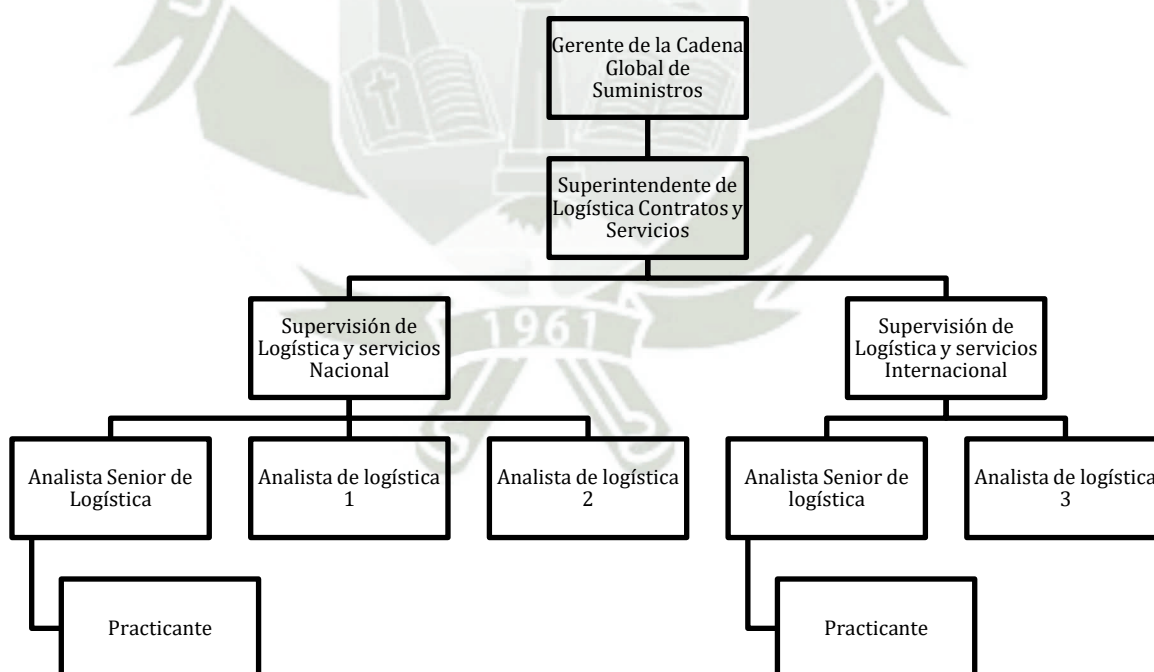 Gerente de la Cadena
Global de
Suministros
Superintendente de
Logística Contratos y
Servicios
1961
Supervisión de
Logística y servicios
Nacional
Supervisión de
Logística y servicios
Internacional
Analista Senior de
Logística
Analista de logística
1
Analista de logística
2
Analista Senior de
logística
Analista de logística
3
Practicante
Practicante